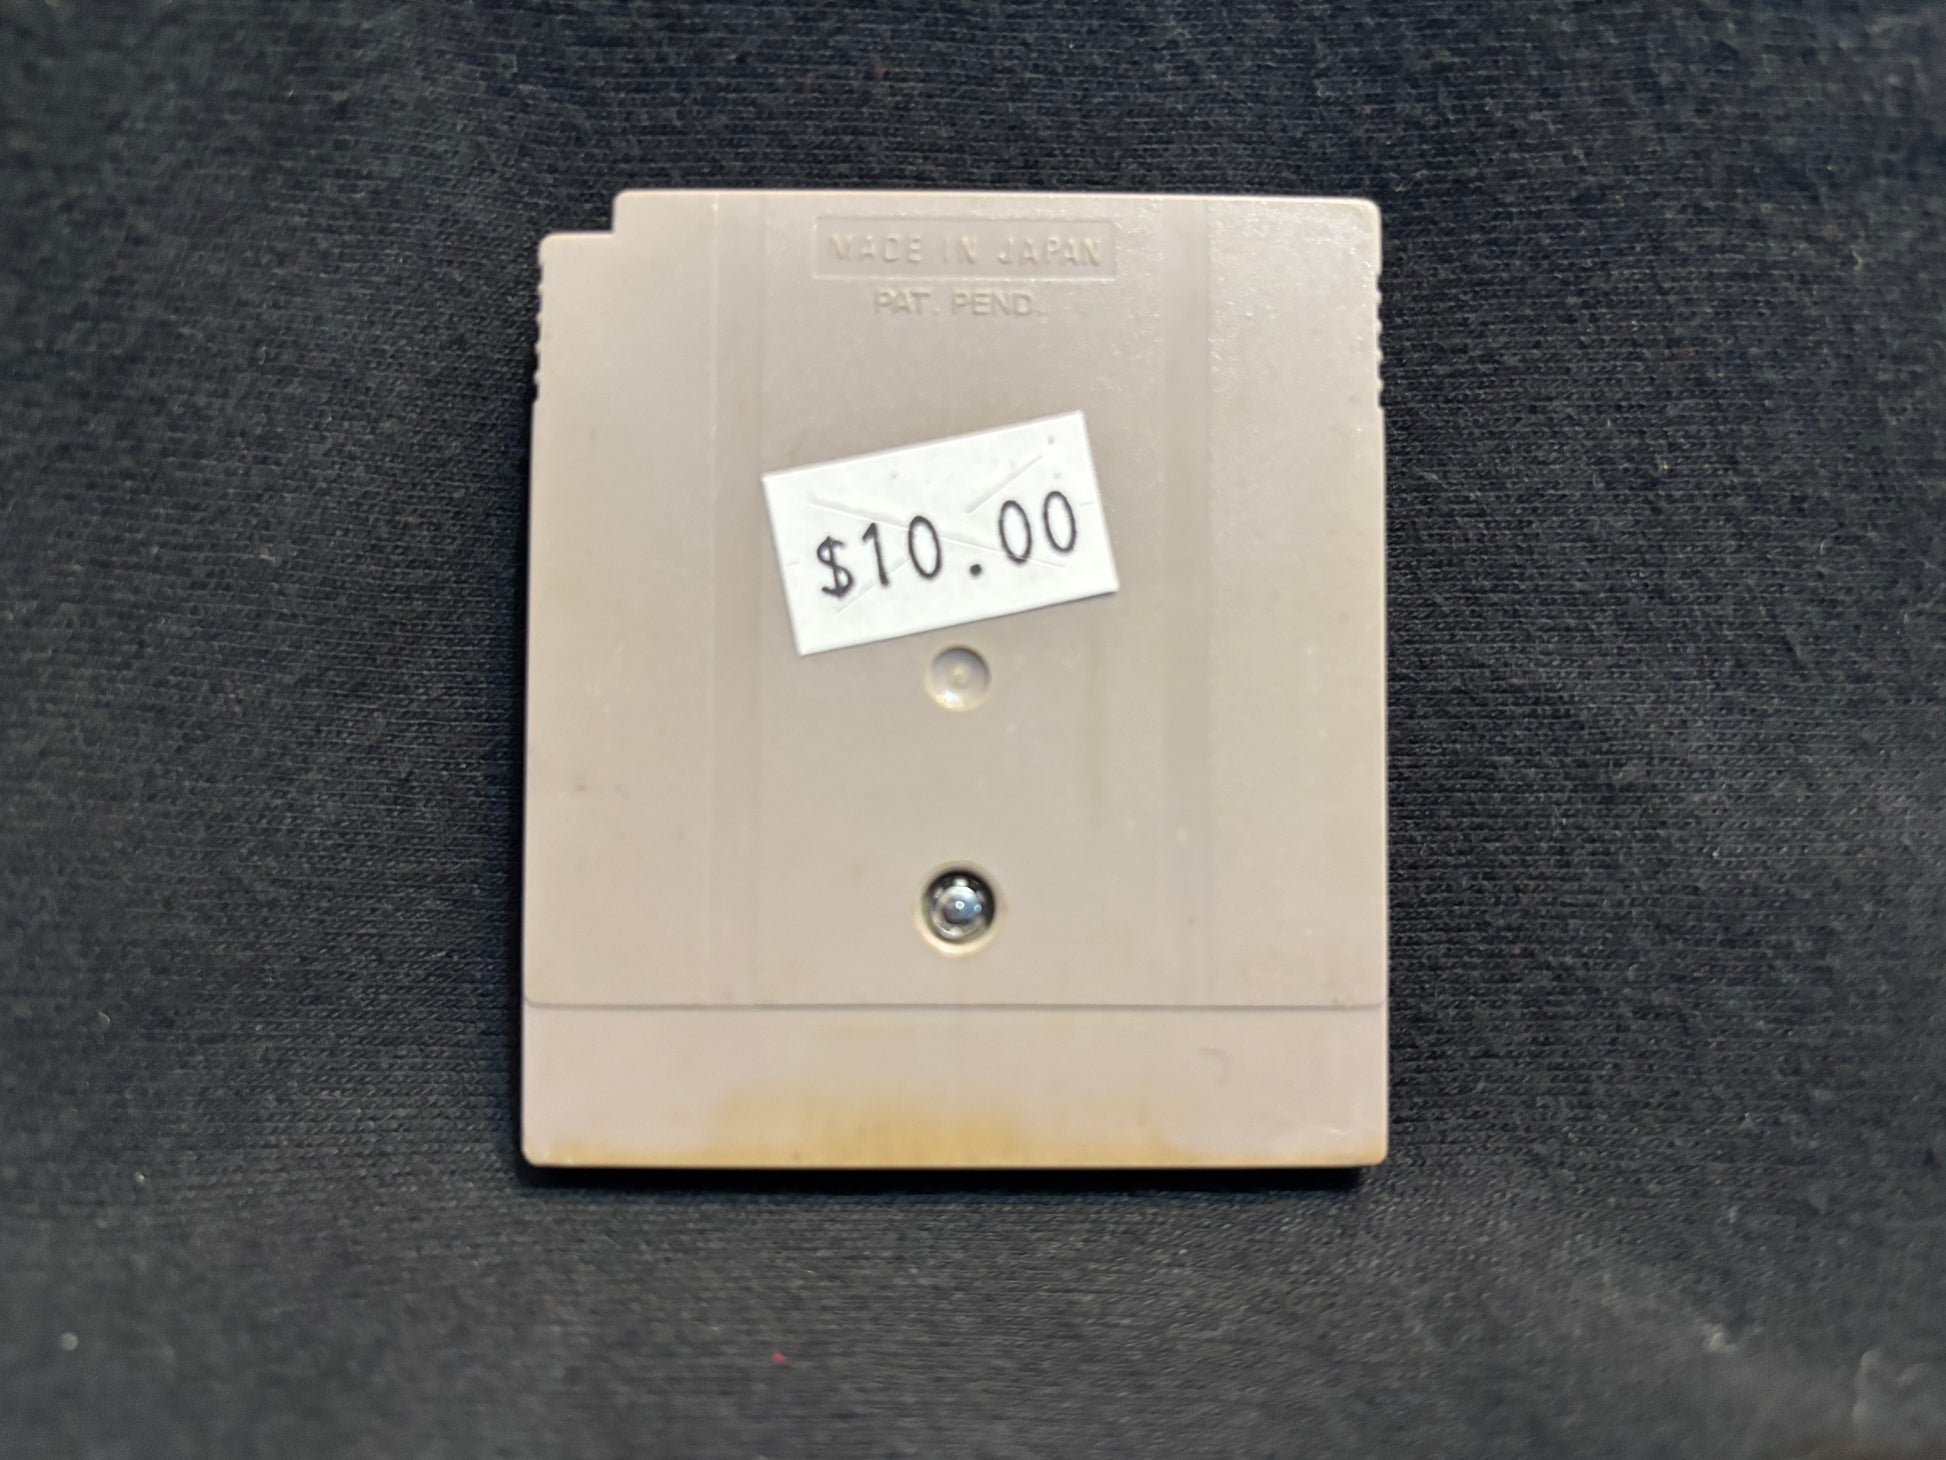 MADE IN JAPAN
PAT. PEND.
$10.00